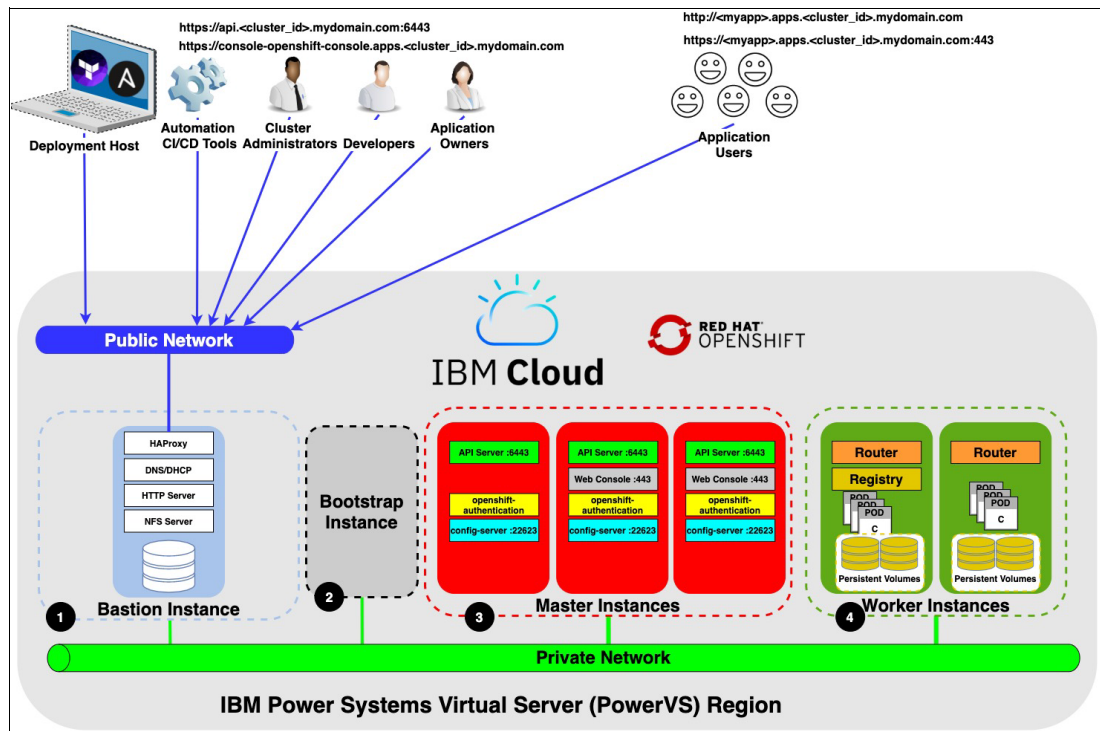 https://api.<cluster_id>.mydomain.com:6443
https://console-openshift-console.apps.<cluster_id>.mydomain.com
http://<myapp>.apps.<cluster_id>.mydomain.com
https://<myapp>.apps.<cluster_id>.mydomain.com:443
Deployment Host
Automation
CI/CD Tools
Cluster
Administrators
Developers
Aplication
Owners
Application
Users
Public Network
IBM Cloud
RED HAT®
OPENSHIFT
HAProxy
DNS/DHCP
HTTP Server
NFS Server
Bastion Instance
1
Bootstrap
Instance
2
API Server :6443
openshift-
authentication
config-server :22623
API Server :6443
Web Console :443
openshift-
authentication
config-server :22623
API Server :6443
Web Console :443
openshift-
authentication
config-server :22623
Master Instances
3
Router
Registry
POD
POD
POD
C
Persistent Volumes
Router
POD
POD
POD
C
Persistent Volumes
Worker Instances
4
Private Network
IBM Power Systems Virtual Server (PowerVS) Region